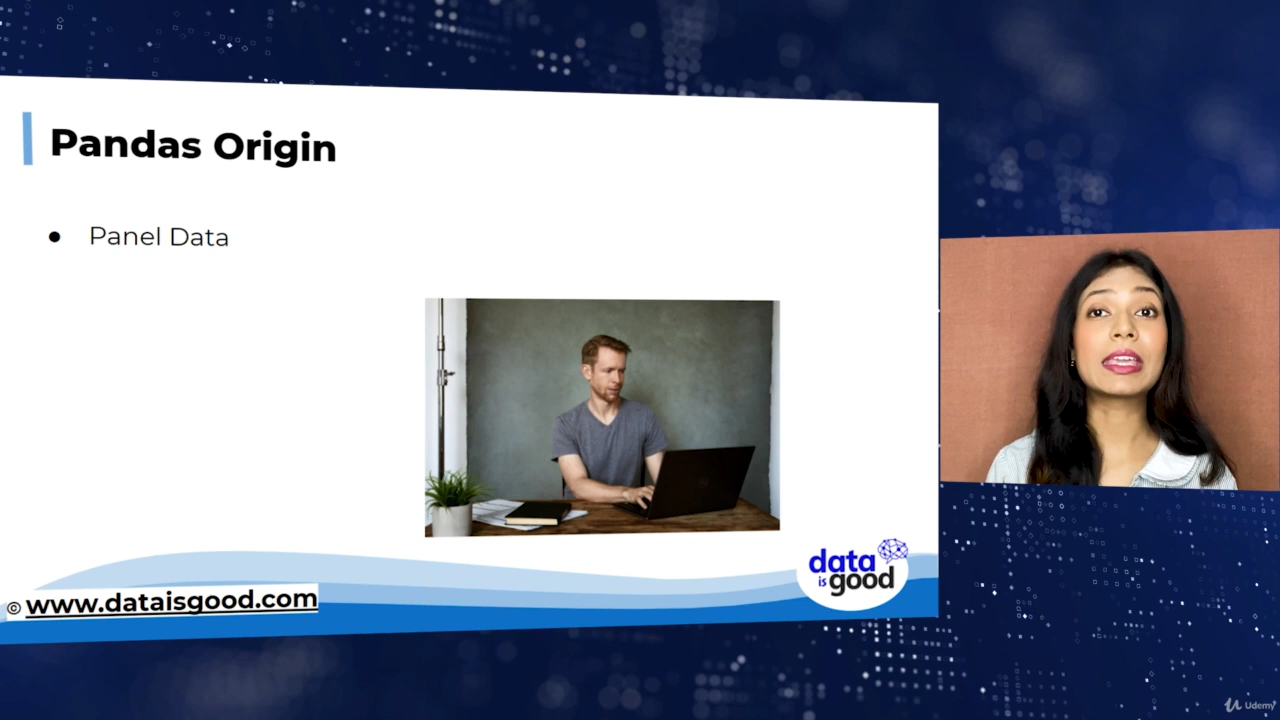 Pandas Origin
● Panel Data
data
is good
© www.dataisgood.com
Udemy